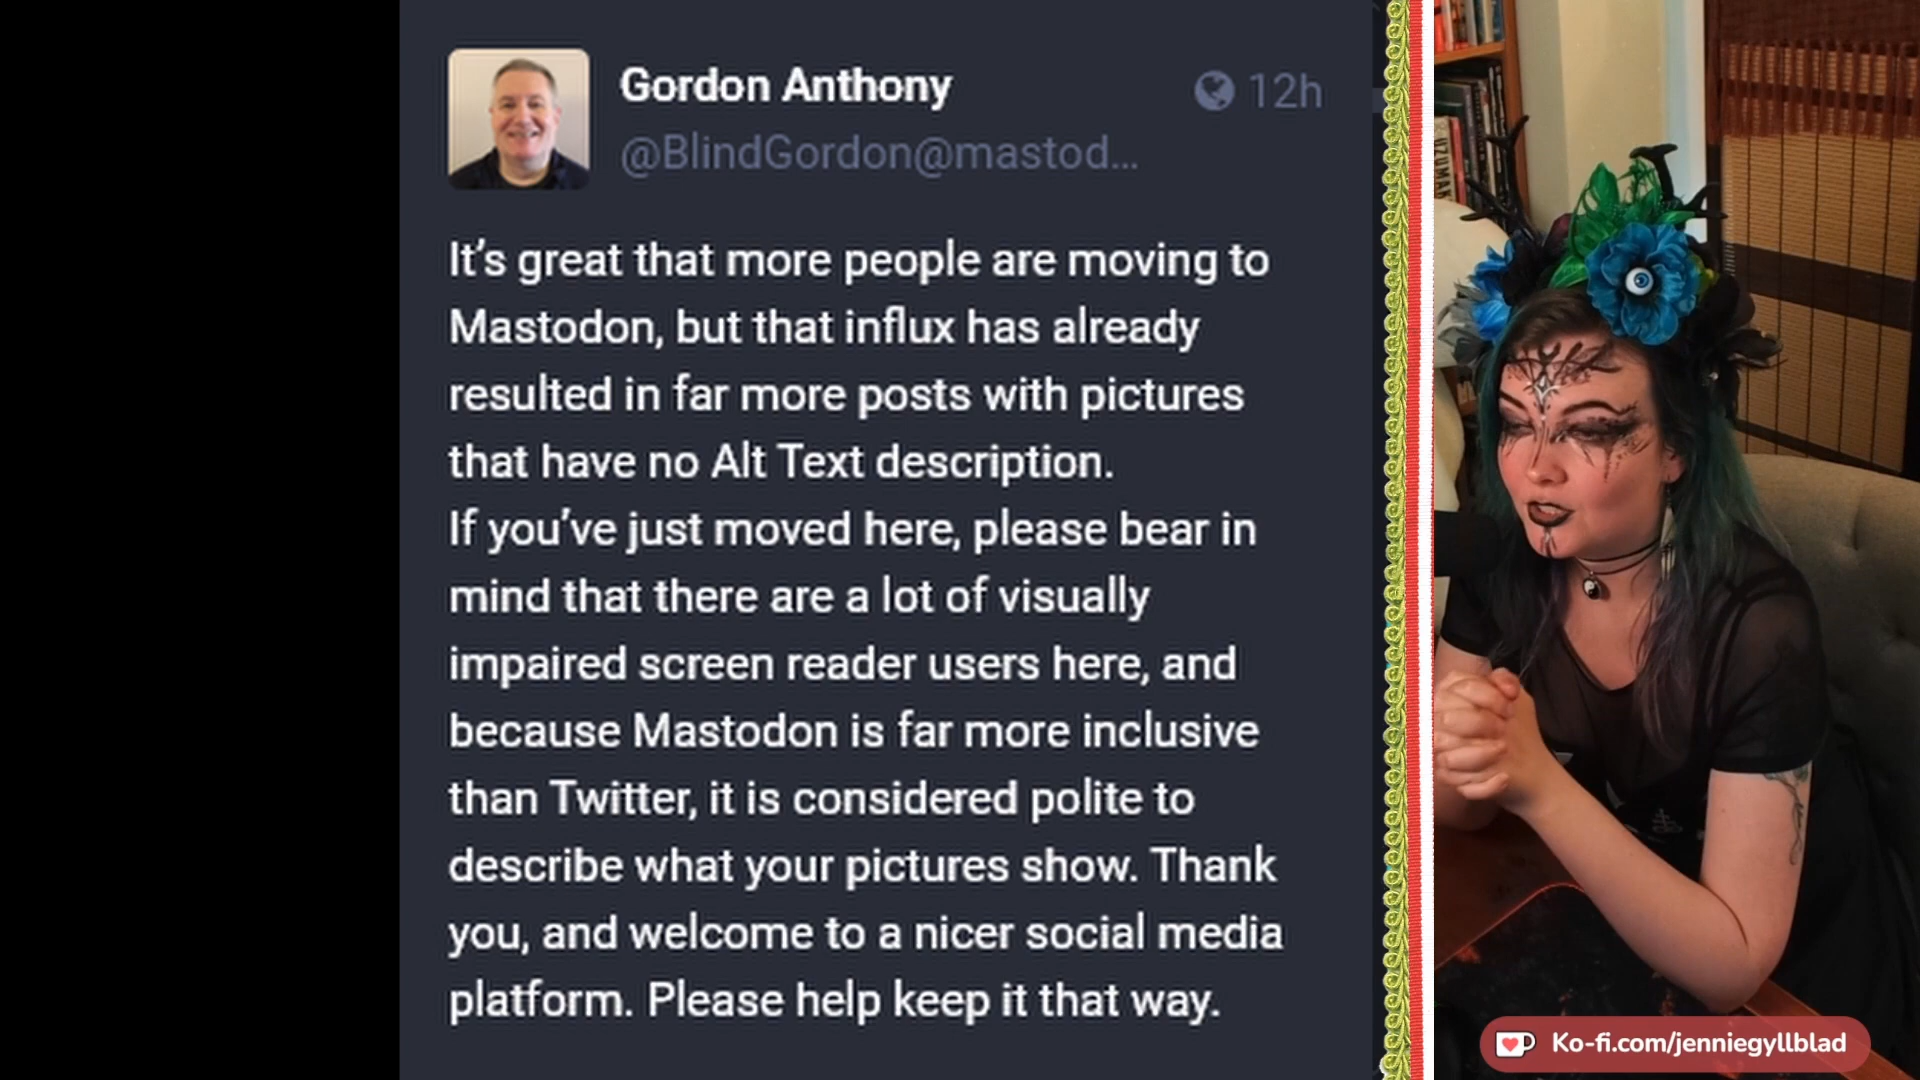 Gordon Anthony
12h
@BlindGordon@mastod...
It's great that more people are moving to
Mastodon, but that influx has already
resulted in far more posts with pictures
that have no Alt Text description.
If you've just moved here, please bear in
mind that there are a lot of visually
impaired screen reader users here, and
because Mastodon is far more inclusive
than Twitter, it is considered polite to
describe what your pictures show. Thank
you, and welcome to a nicer social media
platform. Please help keep it that way.
UZUMAK
Ko-fi.com/jenniegyllblad